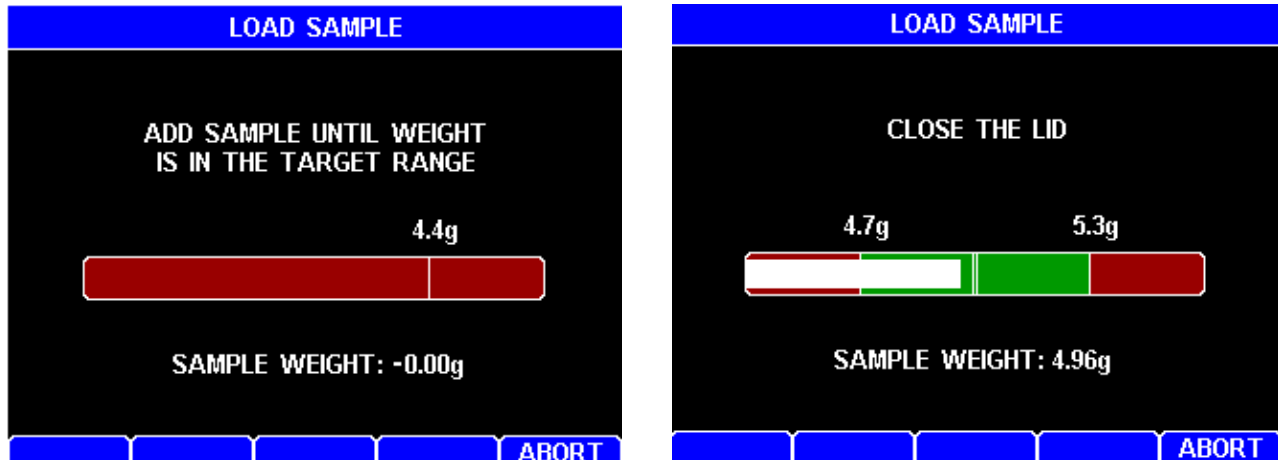 LOAD SAMPLE
ADD SAMPLE UNTIL WEIGHT
IS IN THE TARGET RANGE
4.4g
SAMPLE WEIGHT: -0.00g
ABORT
LOAD SAMPLE
CLOSE THE LID
4.7g 5.3g
SAMPLE WEIGHT: 4.96g
ABORT